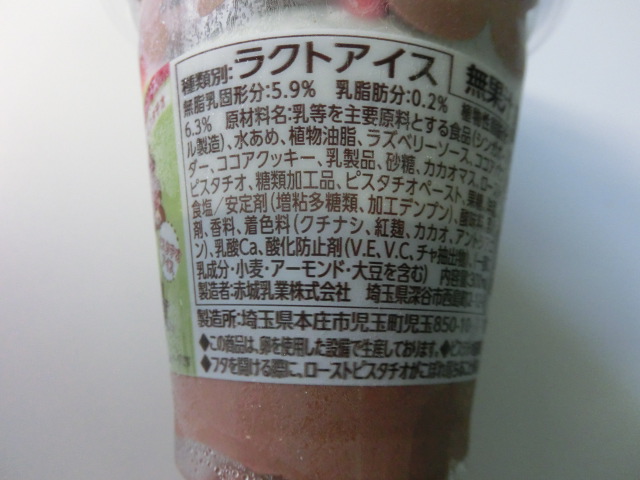 種類別:ラクトアイス 無果
無脂乳固形分:5.9% 乳脂肪分:0.2% 植物性脂肪分
6.3% 原材料名:乳等を主要原料とする食品(シンガポー
ル製造)、水あめ、植物油脂、ラズベリーソース、ココアパウ
ダー、ココアクッキー、乳製品、砂糖、カカオマス、ロースト
ピスタチオ、糖類加工品、ピスタチオペースト、
食塩/安定剤(増粘多糖類、加工デンプン)、
剤、香料、着色料(クチナシ、紅麹、カカオ、アントシアニ
ン)、乳酸Ca、酸化防止剤(V.E、V.C、チャ抽出物)、(一部に
乳成分・小麦・アーモンド・大豆を含む) 内容量
製造者:赤城乳業株式会社 埼玉県深谷市
製造所:埼玉県本庄市児玉町児玉850-10
◆この商品は、卵を使用した設備で生産しております。
◆フタを開ける際に、ローストピスタチオがこぼれ